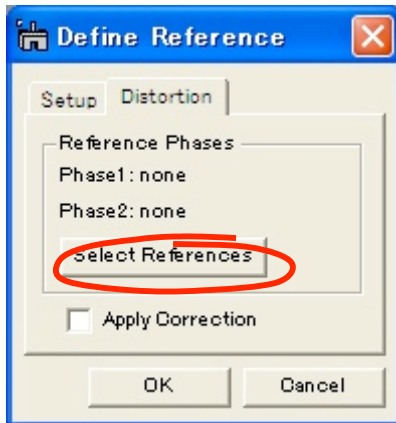 Define Reference
Setup Distortion
Reference Phases
Phase1: none
Phase2: none
Select References
Apply Correction
OK Cancel